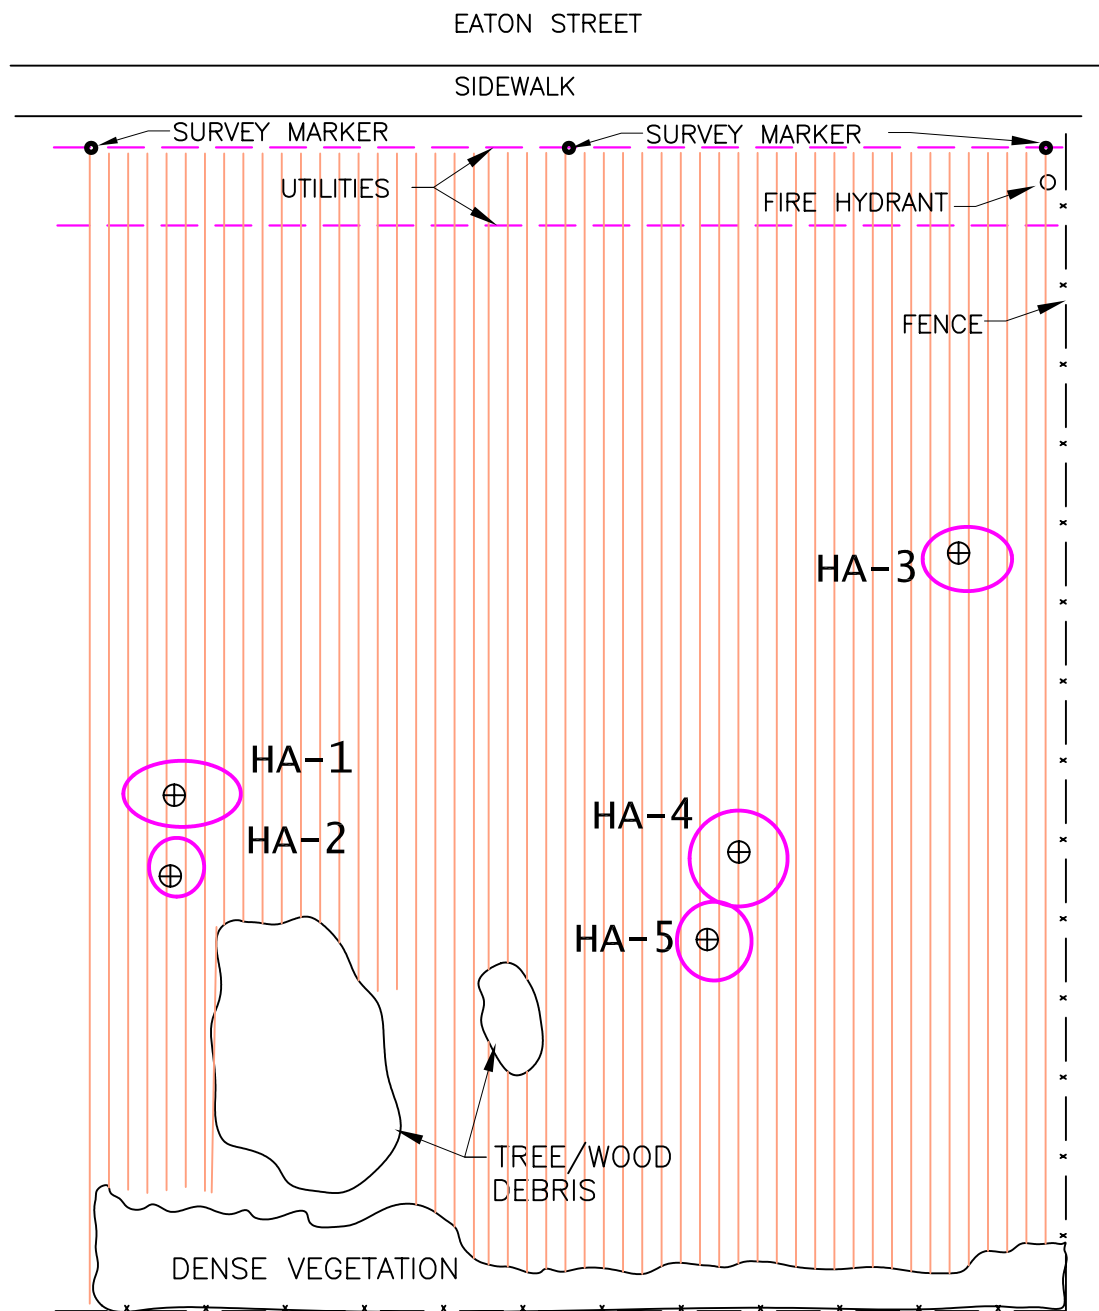 EATON STREET
SIDEWALK
SURVEY MARKER
SURVEY MARKER
UTILITIES
FIRE HYDRANT
FENCE
HA-3
HA-1
HA-4
HA-2
HA-5
TREE/WOOD
DEBRIS
DENSE VEGETATION